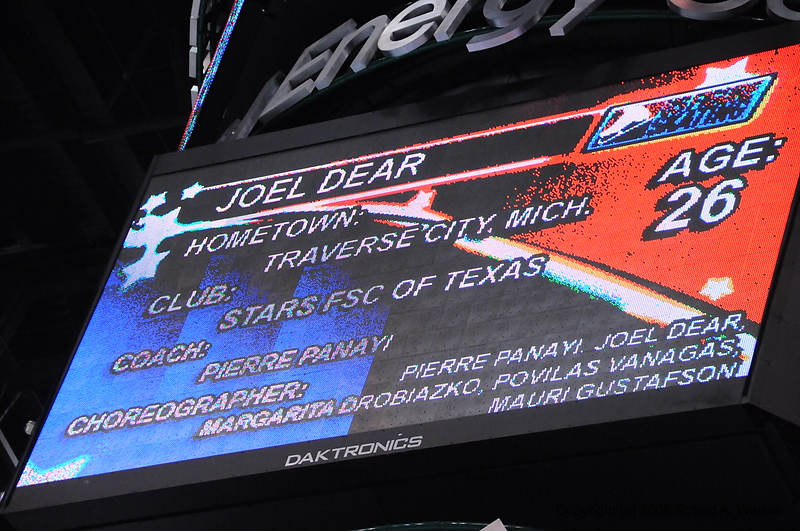 Energy
JOEL DEAR
AGE:
26
HOMETOWN:
TRAVERSE CITY, MICH.
CLUB:
STARS FSC OF TEXAS
COACH:
PIERRE PANAYI
CHOREOGRAPHER:
PIERRE PANAYI, JOEL DEAR,
MARGARITA DROBIAZKO, POVILAS VANAGAS,
MAURI GUSTAFSON
DAKTRONICS